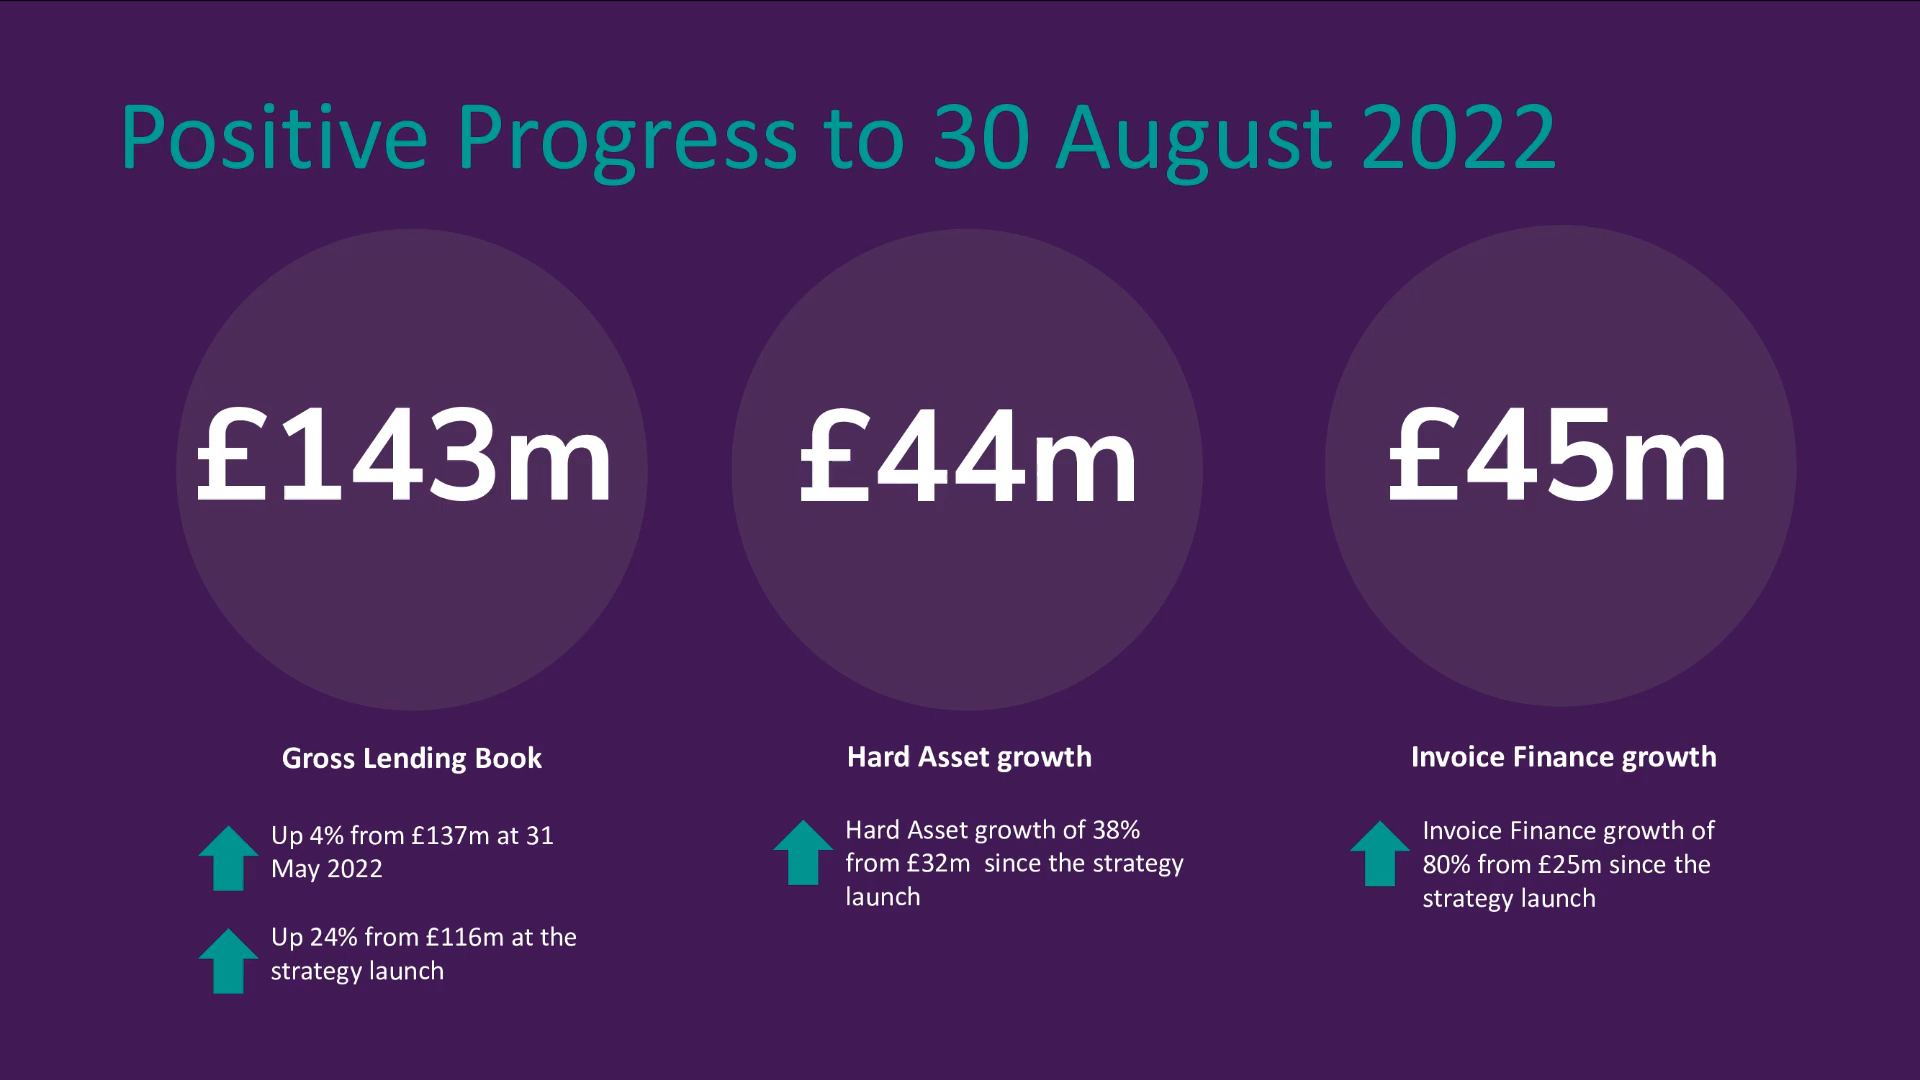 Positive Progress to 30 August 2022
£143m
£44m
£45m
Gross Lending Book
Up 4% from £137m at 31
May 2022
Up 24% from £116m at the
strategy launch
Hard Asset growth
Hard Asset growth of 38%
from £32m  since the strategy
launch
Invoice Finance growth
Invoice Finance growth of
80% from £25m since the
strategy launch